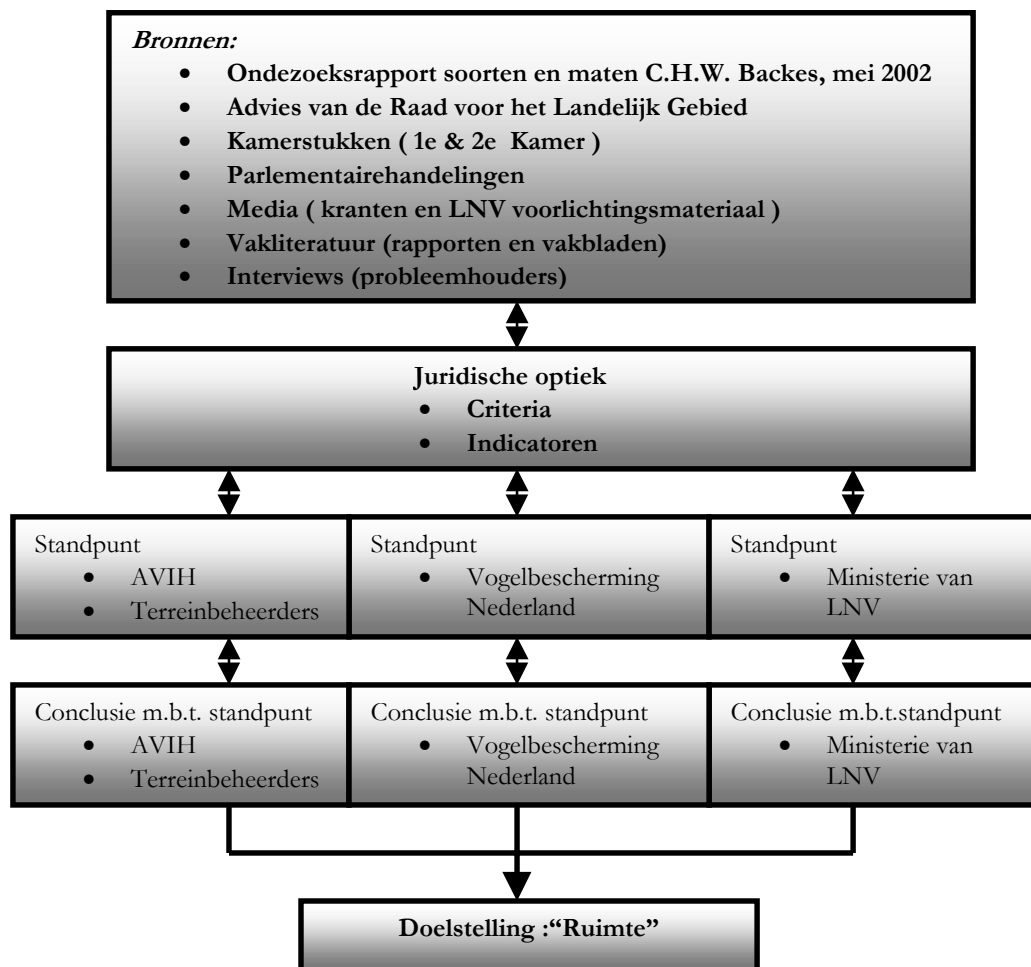 Bronnen:
• Ondezoeksrapport soorten en maten C.H.W. Backes, mei 2002
• Advies van de Raad voor het Landelijk Gebied
• Kamerstukken ( 1e & 2e Kamer )
• Parlementairehandelingen
• Media ( kranten en LNV voorlichtingsmateriaal )
• Vakliteratuur (rapporten en vakbladen)
• Interviews (probleemhouders)
Juridische optiek
• Criteria
• Indicatoren
Standpunt
• AVIH
• Terreinbeheerders
Standpunt
• Vogelbescherming
Nederland
Standpunt
• Ministerie van
LNV
Conclusie m.b.t. standpunt
• AVIH
• Terreinbeheerders
Conclusie m.b.t. standpunt
• Vogelbescherming
Nederland
Conclusie m.b.t.standpunt
• Ministerie van
LNV
Doelstelling :“Ruimte”